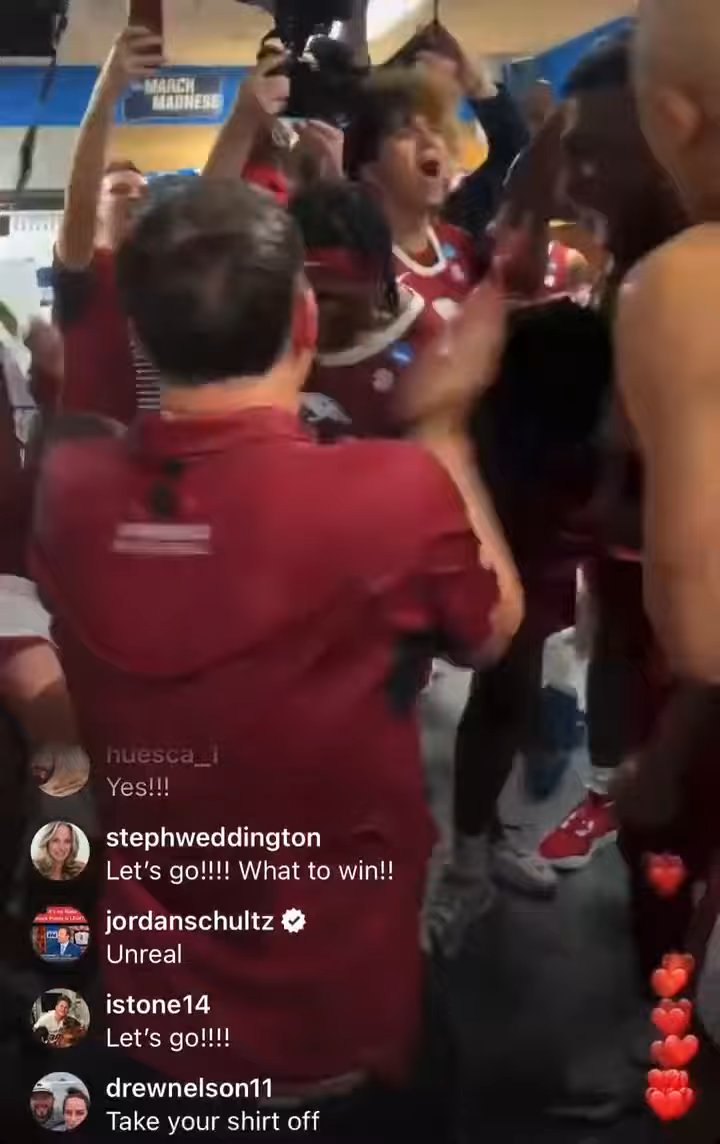 MARCH
MADNESS
huesca_1
Yes!!!
stephweddington
Let’s go!!!! What to win!!
jordanschultz
Unreal
istone14
Let’s go!!!!
drewnelson11
Take your shirt off